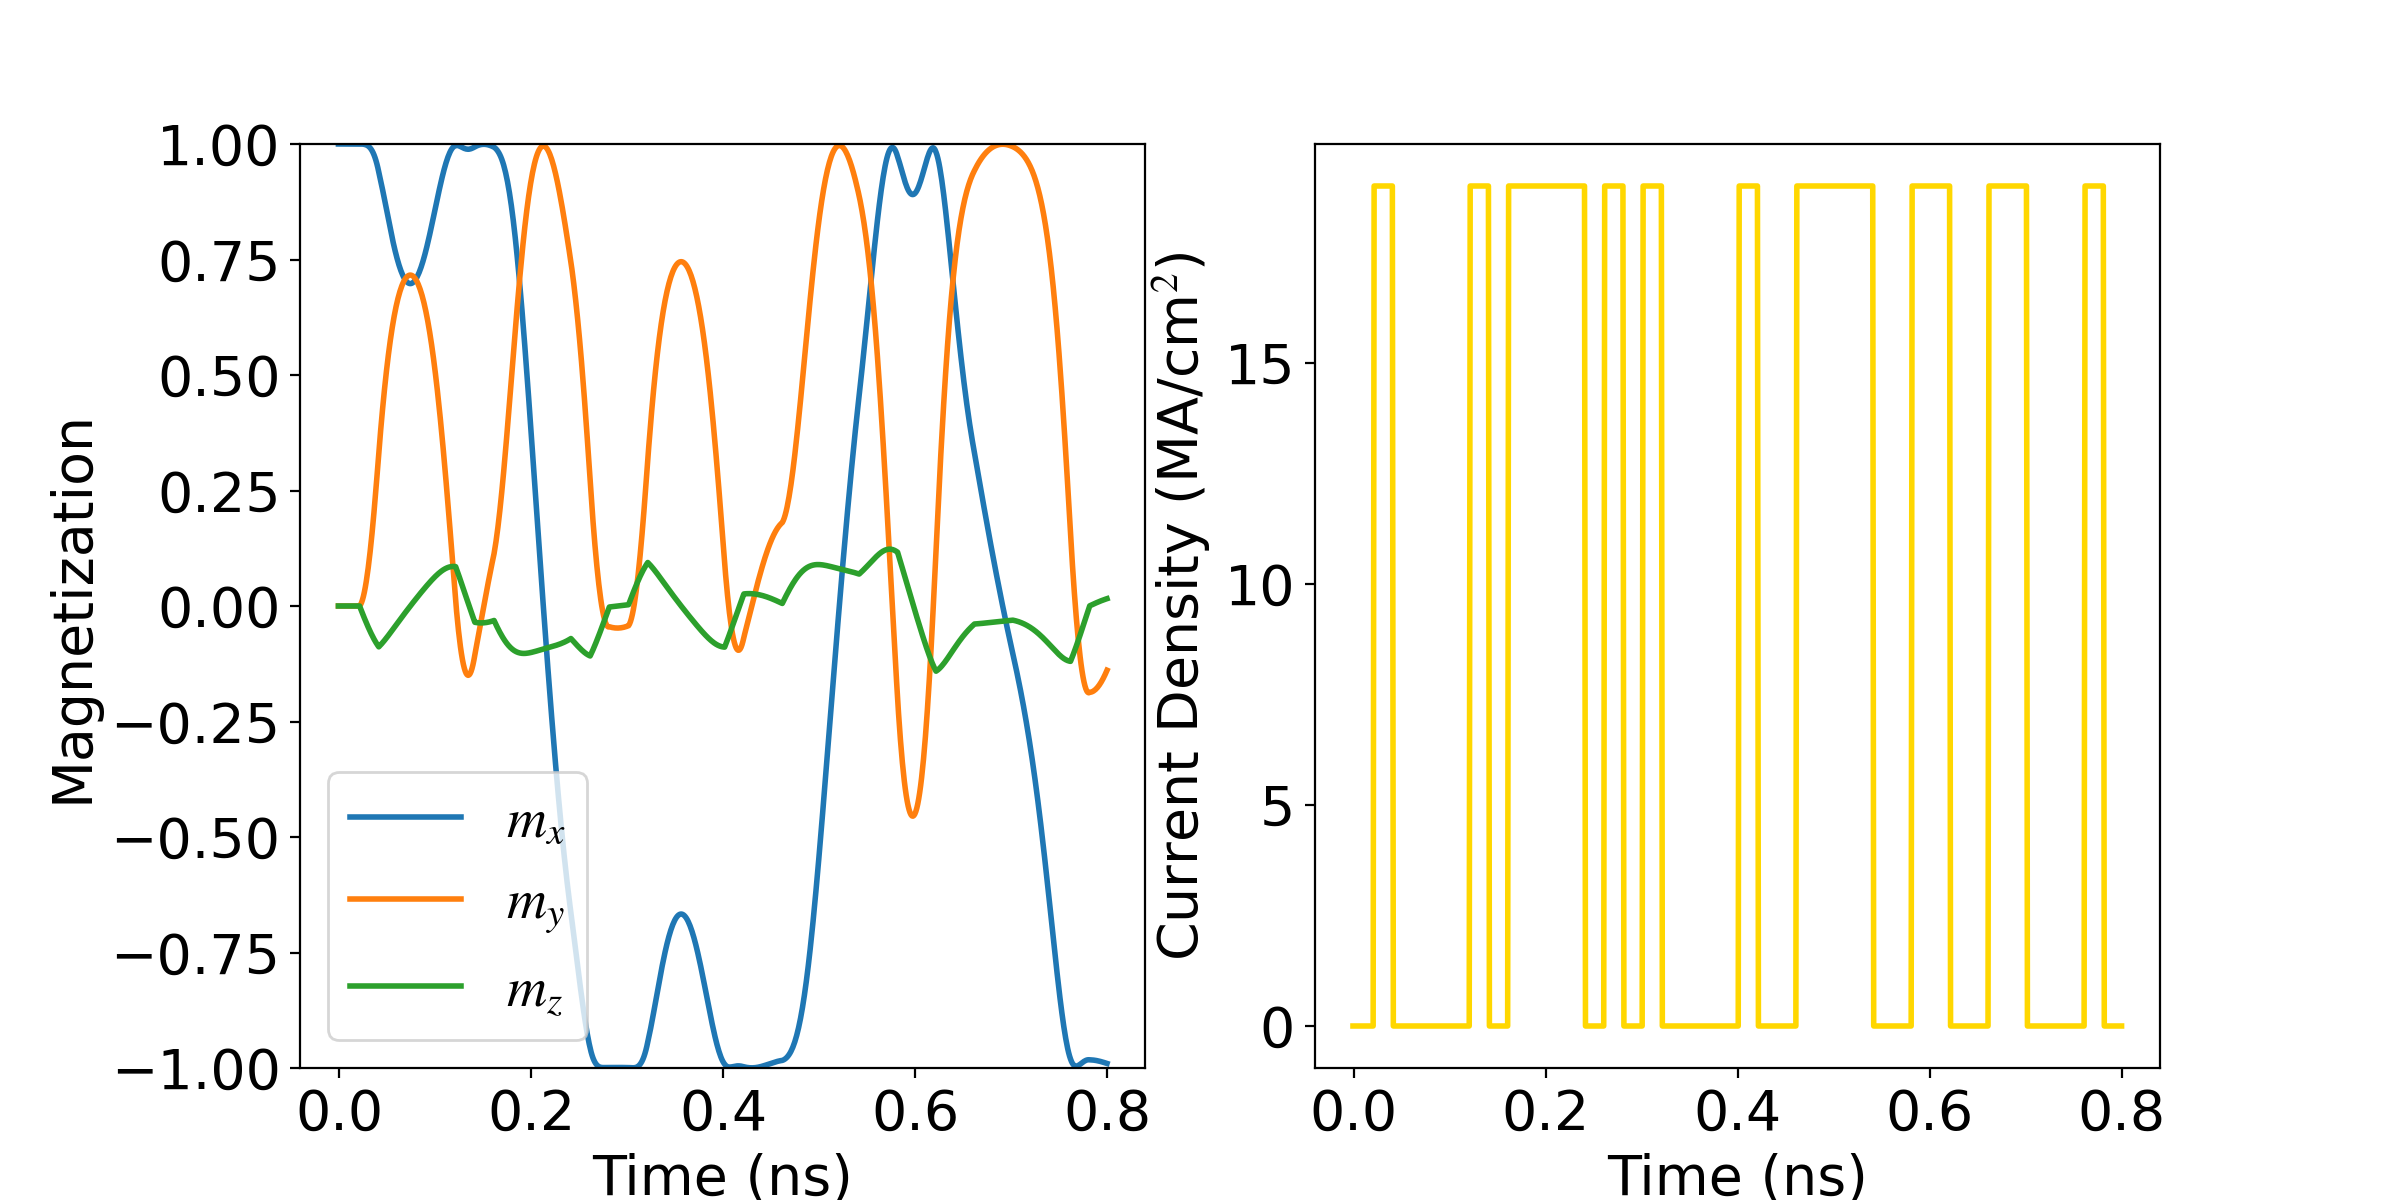 Magnetization
1.00
0.75
0.50
0.25
0.00
−0.25
−0.50
−0.75
−1.00
0.0 0.2 0.4 0.6 0.8
Time (ns)
m_x
m_y
m_z
Current Density (MA/cm²)
15
10
5
0
0.0 0.2 0.4 0.6 0.8
Time (ns)